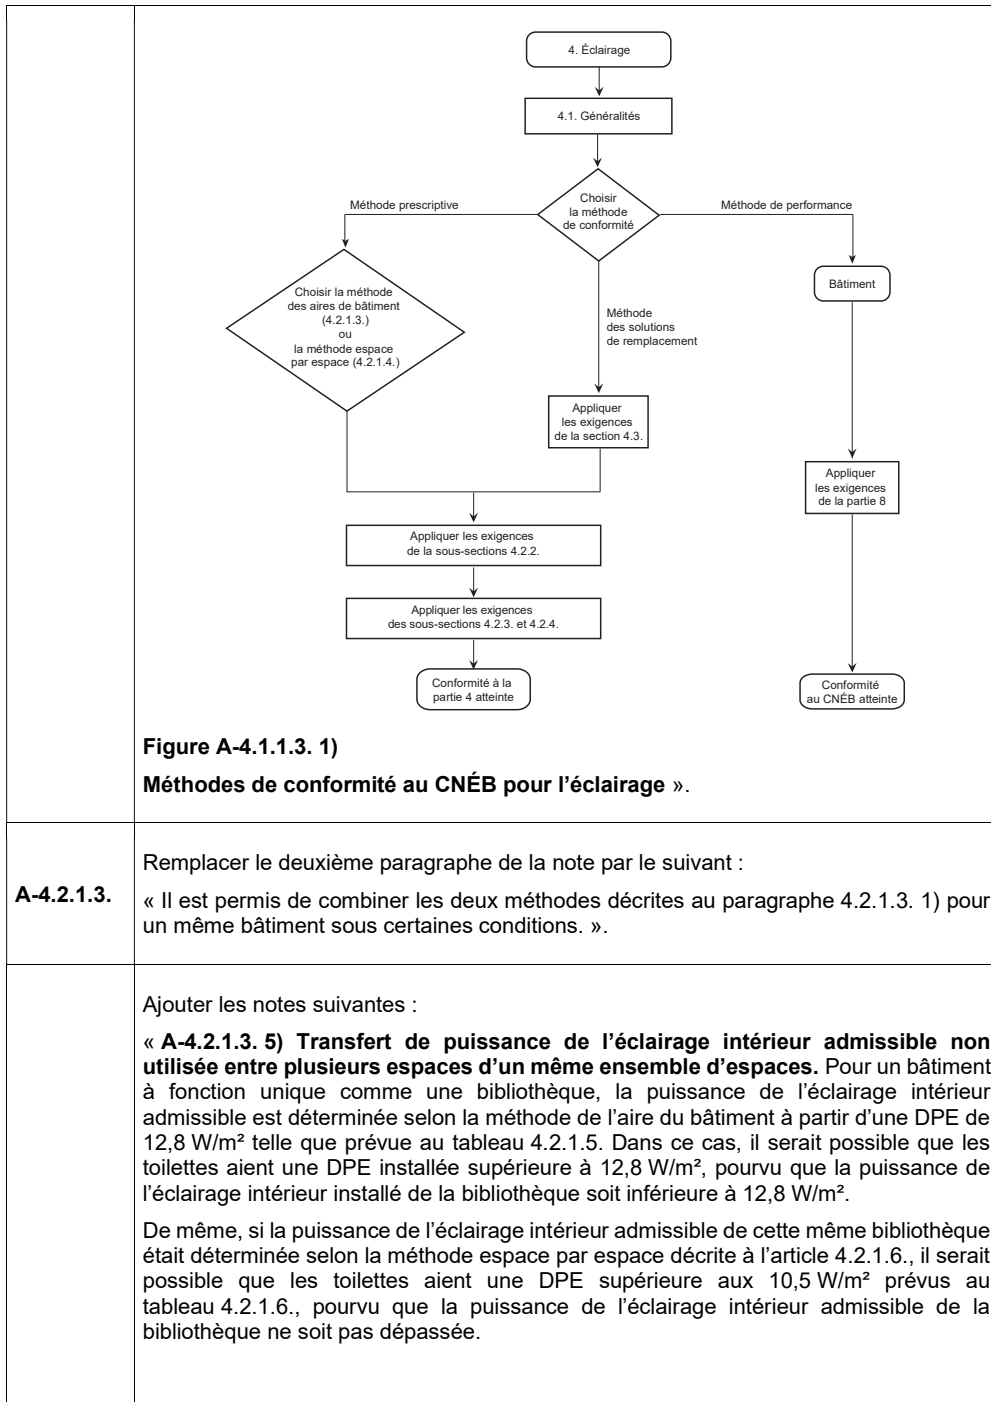 4. Éclairage
4.1. Généralités
Choisir
la méthode
de conformité
Méthode prescriptive
Méthode de performance
Choisir la méthode
des aires de bâtiment
(4.2.1.3.)
ou
la méthode espace
par espace (4.2.1.4.)
Méthode
des solutions
de remplacement
Bâtiment
Appliquer
les exigences
de la section 4.3.
Appliquer
les exigences
de la partie 8
Appliquer les exigences
de la sous-sections 4.2.2.
Appliquer les exigences
des sous-sections 4.2.3. et 4.2.4.
Conformité à la
partie 4 atteinte
Conformité
au CNÉB atteinte
Figure A-4.1.1.3. 1)
Méthodes de conformité au CNÉB pour l’éclairage ».
A-4.2.1.3.
Remplacer le deuxième paragraphe de la note par le suivant :
« Il est permis de combiner les deux méthodes décrites au paragraphe 4.2.1.3. 1) pour
un même bâtiment sous certaines conditions. ».
Ajouter les notes suivantes :
« A-4.2.1.3. 5) Transfert de puissance de l’éclairage intérieur admissible non
utilisée entre plusieurs espaces d’un même ensemble d’espaces. Pour un bâtiment
à fonction unique comme une bibliothèque, la puissance de l’éclairage intérieur
admissible est déterminée selon la méthode de l’aire du bâtiment à partir d’une DPE de
12,8 W/m² telle que prévue au tableau 4.2.1.5. Dans ce cas, il serait possible que les
toilettes aient une DPE installée supérieure à 12,8 W/m², pourvu que la puissance de
l’éclairage intérieur installé de la bibliothèque soit inférieure à 12,8 W/m².
De même, si la puissance de l’éclairage intérieur admissible de cette même bibliothèque
était déterminée selon la méthode espace par espace décrite à l’article 4.2.1.6., il serait
possible que les toilettes aient une DPE supérieure aux 10,5 W/m² prévus au
tableau 4.2.1.6., pourvu que la puissance de l’éclairage intérieur admissible de la
bibliothèque ne soit pas dépassée.